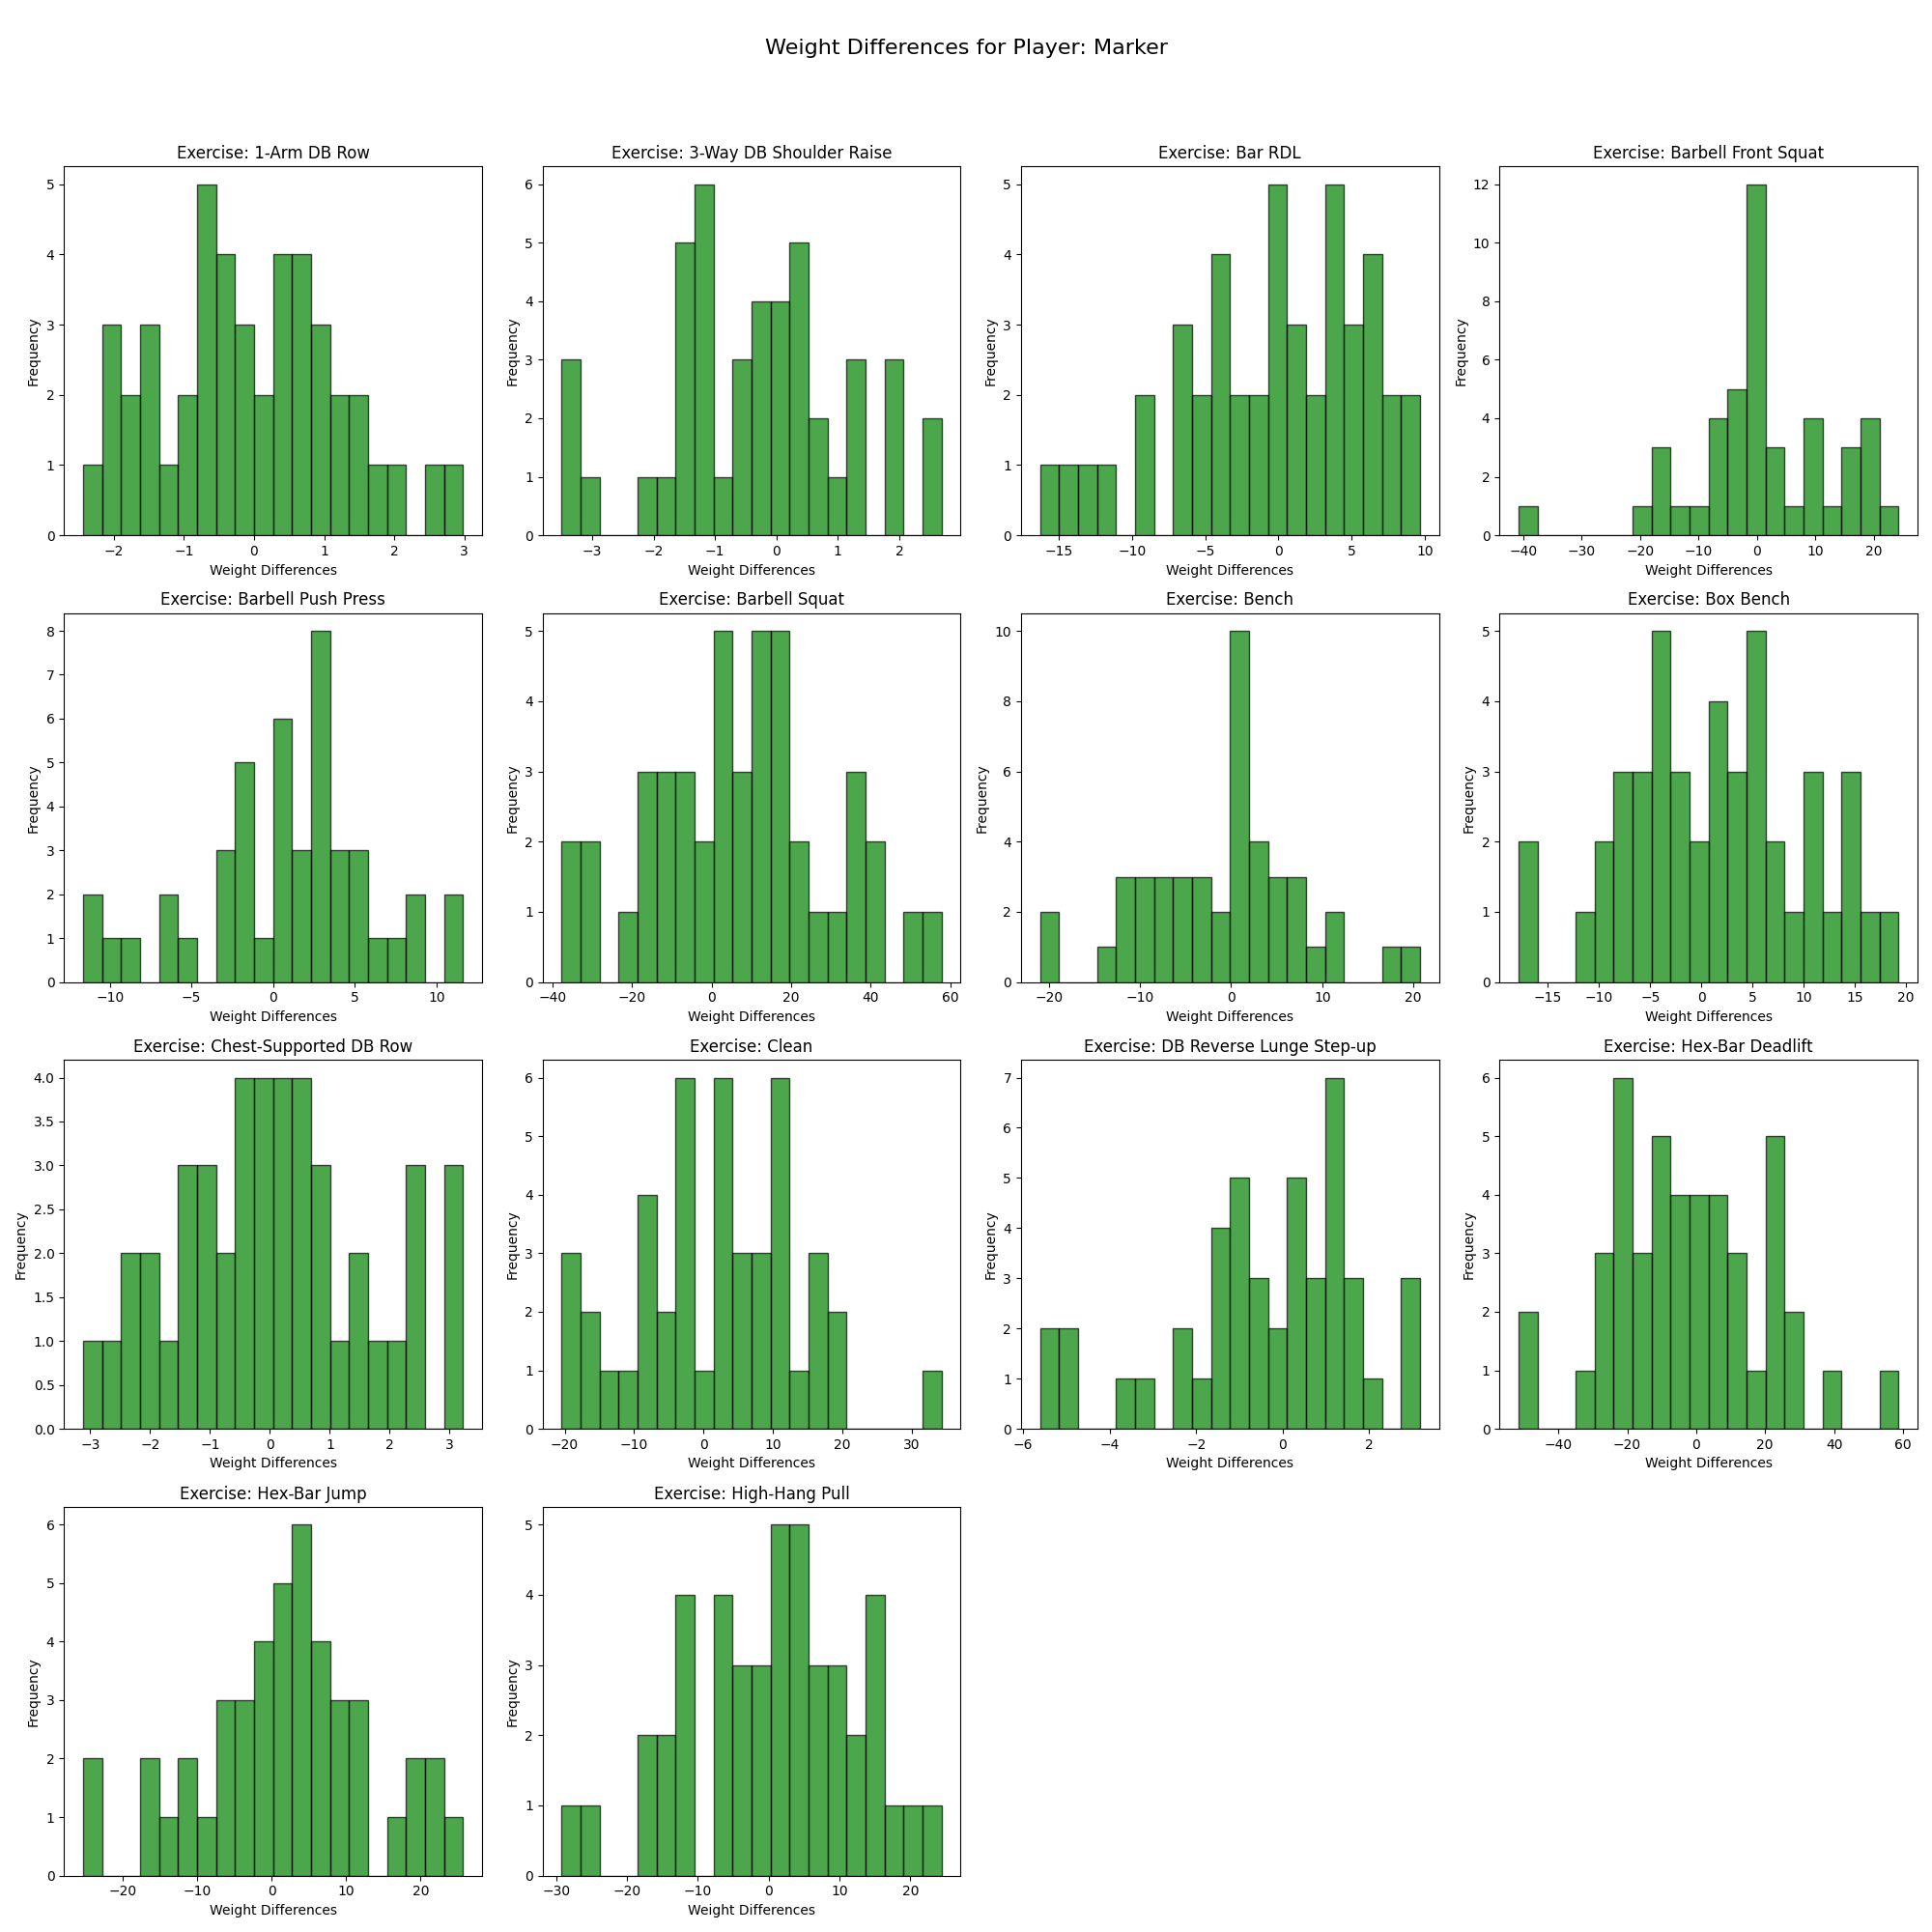 Weight Differences for Player: Marker
Exercise: 1-Arm DB Row
5
4
3
2
1
0
Frequency
−2 −1 0 1 2 3
Weight Differences
Exercise: 3-Way DB Shoulder Raise
6
5
4
3
2
1
0
Frequency
−3 −2 −1 0 1 2
Weight Differences
Exercise: Bar RDL
5
4
3
2
1
0
Frequency
−15 −10 −5 0 5 10
Weight Differences
Exercise: Barbell Front Squat
12
10
8
6
4
2
0
Frequency
−40 −30 −20 −10 0 10 20
Weight Differences
Exercise: Barbell Push Press
8
7
6
5
4
3
2
1
0
Frequency
−10 −5 0 5 10
Weight Differences
Exercise: Barbell Squat
5
4
3
2
1
0
Frequency
−40 −20 0 20 40 60
Weight Differences
Exercise: Bench
10
8
6
4
2
0
Frequency
−20 −10 0 10 20
Weight Differences
Exercise: Box Bench
5
4
3
2
1
0
Frequency
−15 −10 −5 0 5 10 15 20
Weight Differences
Exercise: Chest-Supported DB Row
4.0
3.5
3.0
2.5
2.0
1.5
1.0
0.5
0.0
Frequency
−3 −2 −1 0 1 2 3
Weight Differences
Exercise: Clean
6
5
4
3
2
1
0
Frequency
−20 −10 0 10 20 30
Weight Differences
Exercise: DB Reverse Lunge Step-up
7
6
5
4
3
2
1
0
Frequency
−6 −4 −2 0 2
Weight Differences
Exercise: Hex-Bar Deadlift
6
5
4
3
2
1
0
Frequency
−40 −20 0 20 40 60
Weight Differences
Exercise: Hex-Bar Jump
6
5
4
3
2
1
0
Frequency
−20 −10 0 10 20
Weight Differences
Exercise: High-Hang Pull
5
4
3
2
1
0
Frequency
−30 −20 −10 0 10 20
Weight Differences